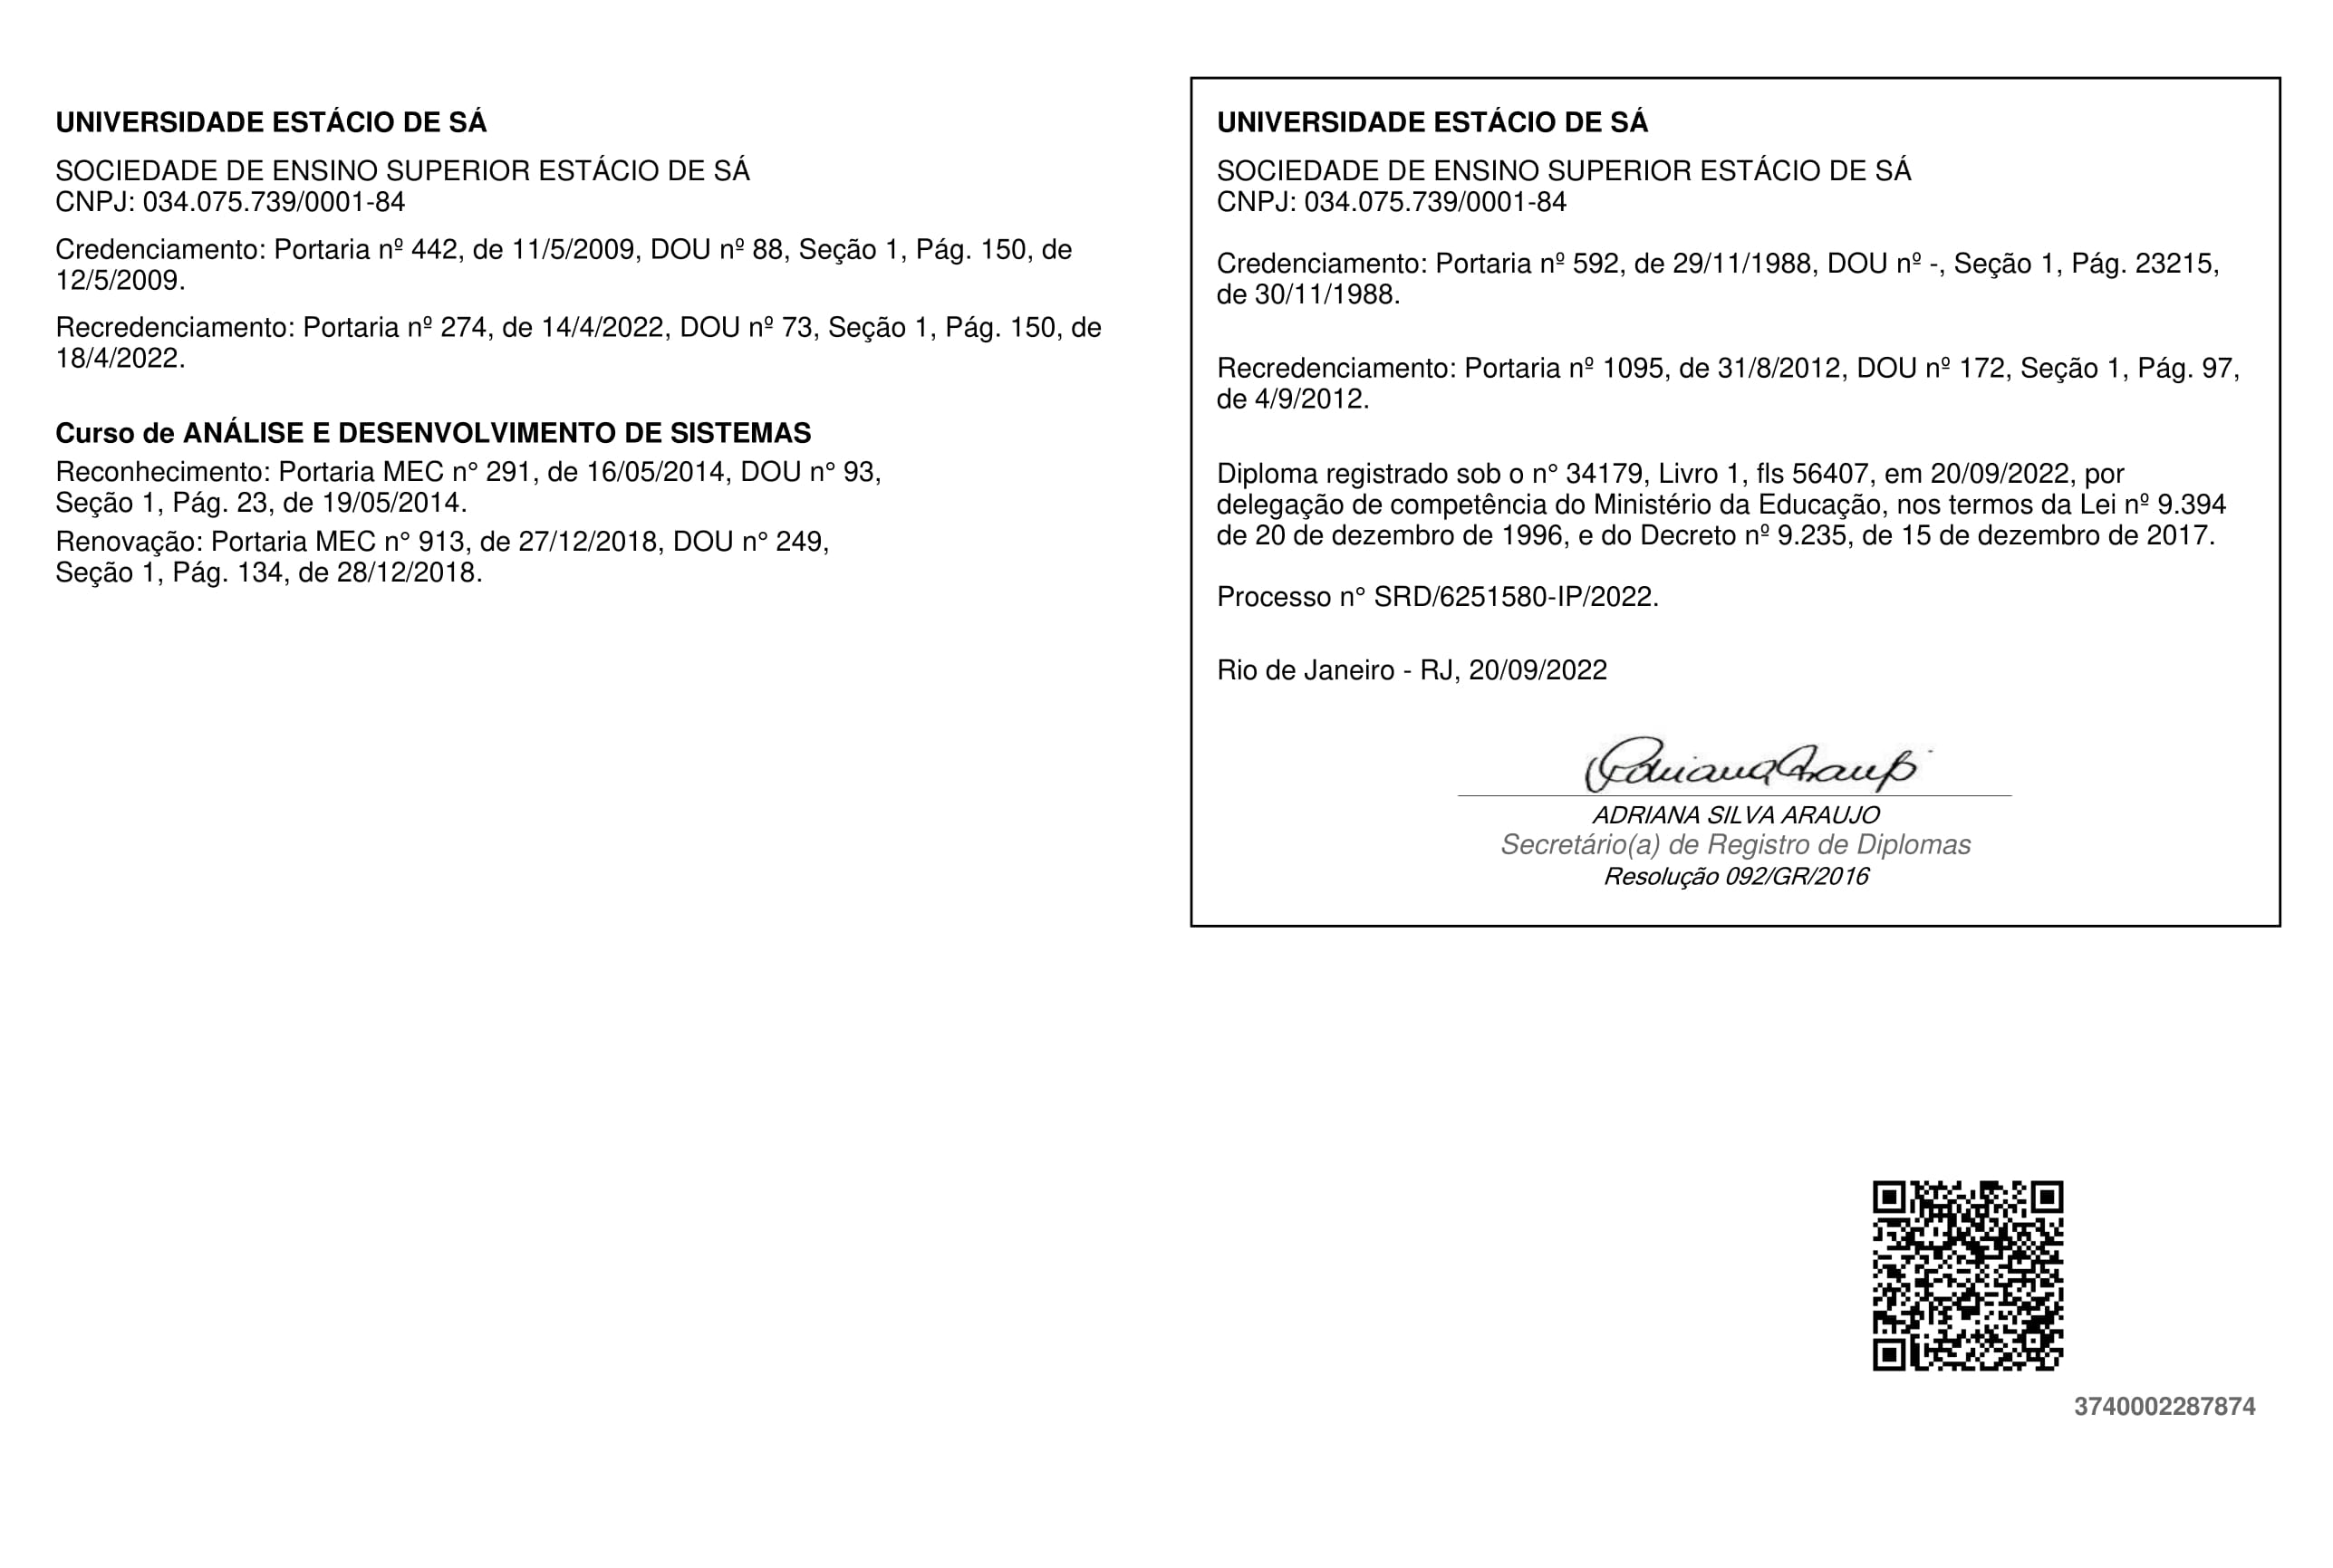 UNIVERSIDADE ESTÁCIO DE SÁ
SOCIEDADE DE ENSINO SUPERIOR ESTÁCIO DE SÁ
CNPJ: 034.075.739/0001-84
Credenciamento: Portaria nº 442, de 11/5/2009, DOU nº 88, Seção 1, Pág. 150, de
12/5/2009.
Recredenciamento: Portaria nº 274, de 14/4/2022, DOU nº 73, Seção 1, Pág. 150, de
18/4/2022.
Curso de ANÁLISE E DESENVOLVIMENTO DE SISTEMAS
Reconhecimento: Portaria MEC n° 291, de 16/05/2014, DOU n° 93,
Seção 1, Pág. 23, de 19/05/2014.
Renovação: Portaria MEC n° 913, de 27/12/2018, DOU n° 249,
Seção 1, Pág. 134, de 28/12/2018.
UNIVERSIDADE ESTÁCIO DE SÁ
SOCIEDADE DE ENSINO SUPERIOR ESTÁCIO DE SÁ
CNPJ: 034.075.739/0001-84
Credenciamento: Portaria nº 592, de 29/11/1988, DOU nº -, Seção 1, Pág. 23215,
de 30/11/1988.
Recredenciamento: Portaria nº 1095, de 31/8/2012, DOU nº 172, Seção 1, Pág. 97,
de 4/9/2012.
Diploma registrado sob o n° 34179, Livro 1, fls 56407, em 20/09/2022, por
delegação de competência do Ministério da Educação, nos termos da Lei nº 9.394
de 20 de dezembro de 1996, e do Decreto nº 9.235, de 15 de dezembro de 2017.
Processo n° SRD/6251580-IP/2022.
Rio de Janeiro - RJ, 20/09/2022
ADRIANA SILVA ARAUJO
Secretário(a) de Registro de Diplomas
Resolução 092/GR/2016
3740002287874